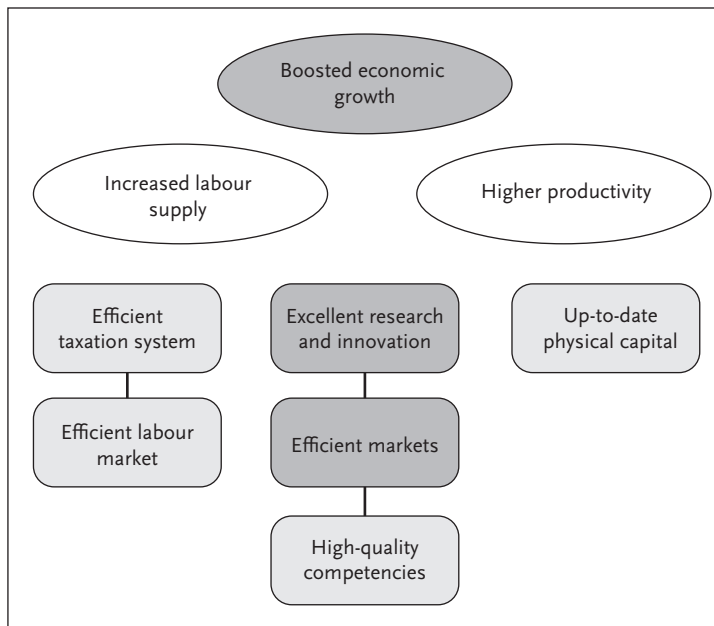 Boosted economic
growth
Increased labour
supply
Higher productivity
Efficient
taxation system
Excellent research
and innovation
Up-to-date
physical capital
Efficient labour
market
Efficient markets
High-quality
competencies